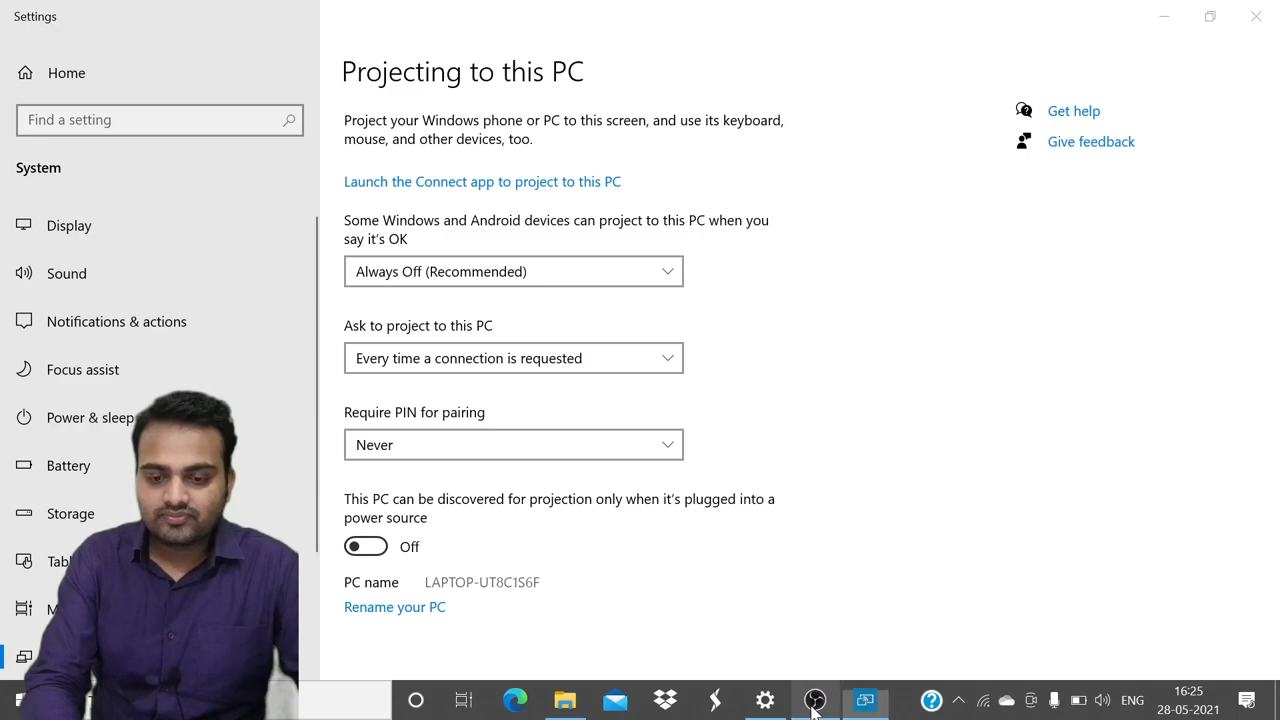 Settings
Home
Find a setting
System
Display
Sound
Notifications & actions
Focus assist
Power & sleep
Battery
Storage
Projecting to this PC
Project your Windows phone or PC to this screen, and use its keyboard,
mouse, and other devices, too.
Launch the Connect app to project to this PC
Some Windows and Android devices can project to this PC when you
say it's OK
Always Off (Recommended)
Ask to project to this PC
Every time a connection is requested
Require PIN for pairing
Never
This PC can be discovered for projection only when it's plugged into a
power source
Off
PC name LAPTOP-UT8C1S6F
Rename your PC
Get help
Give feedback
ENG
16:25
28-05-2021